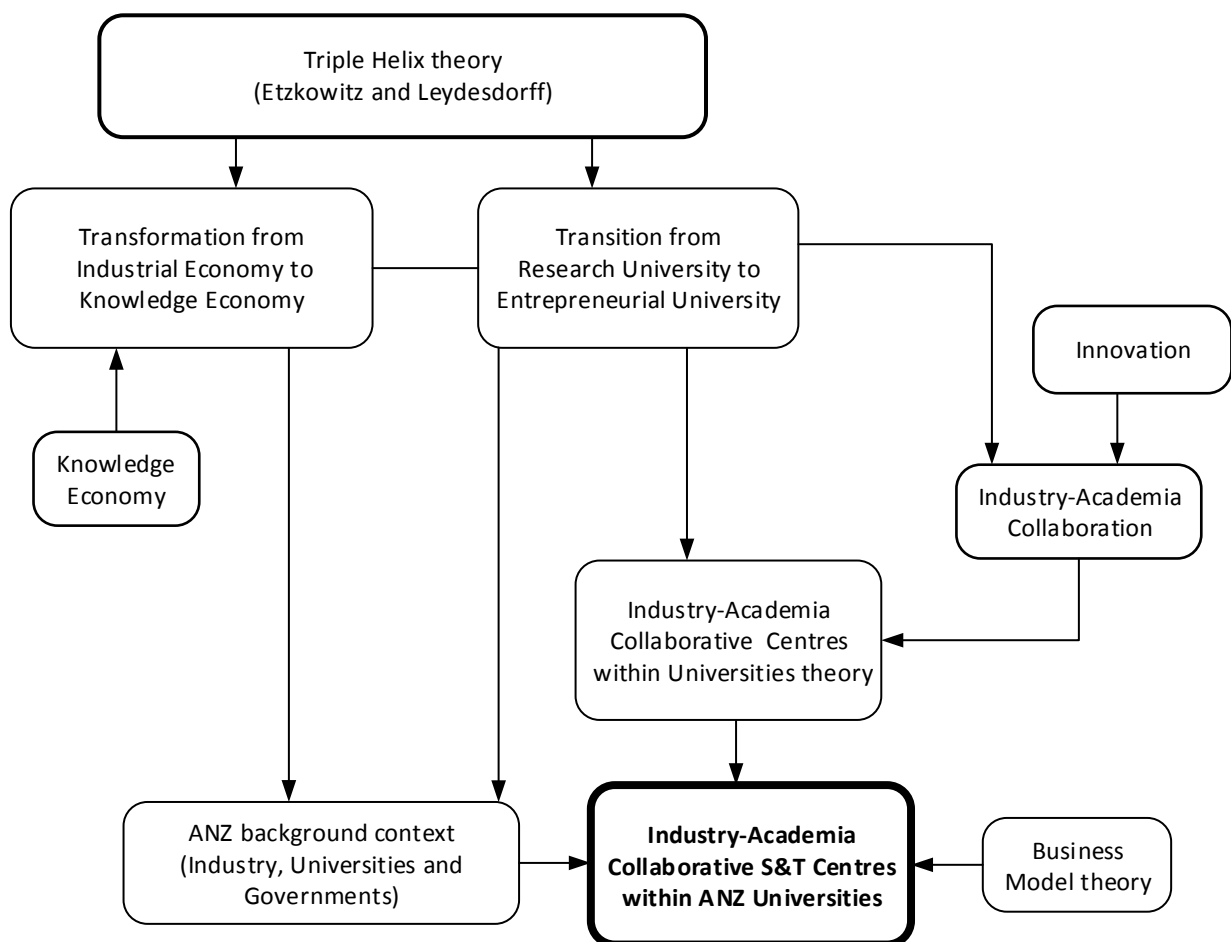 Triple Helix theory
(Etzkowitz and Leydesdorff)
Transformation from
Industrial Economy to
Knowledge Economy
Transition from
Research University to
Entrepreneurial University
Innovation
Knowledge
Economy
Industry-Academia
Collaboration
Industry-Academia
Collaborative Centres
within Universities theory
ANZ background context
(Industry, Universities and
Governments)
Industry-Academia
Collaborative S&T Centres
within ANZ Universities
Business
Model theory